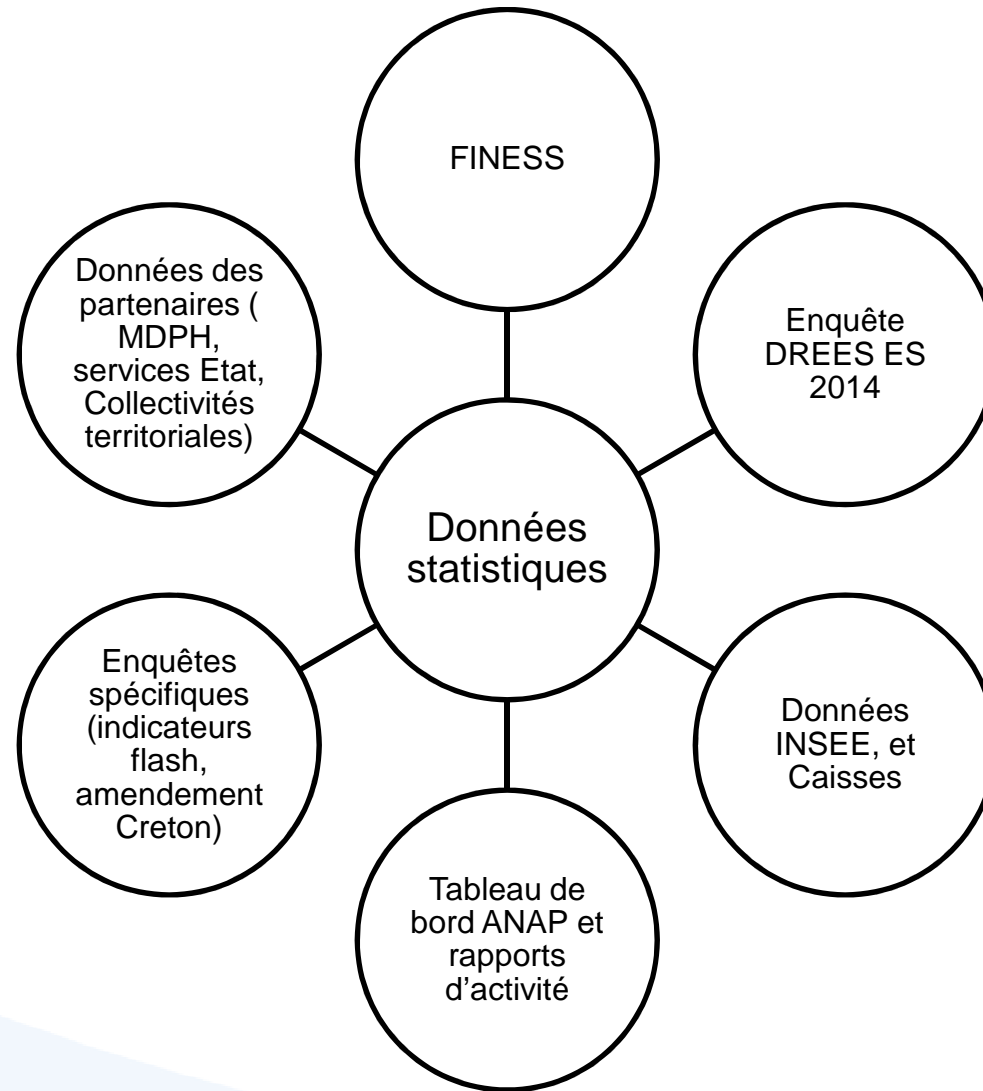 FINESS
Enquête
DREES ES
2014
Données
INSEE, et
Caisses
Tableau de
bord ANAP et
rapports
d’activité
Enquêtes
spécifiques
(indicateurs
flash,
amendement
Creton)
Données des
partenaires (
MDPH,
services Etat,
Collectivités
territoriales)
Données
statistiques